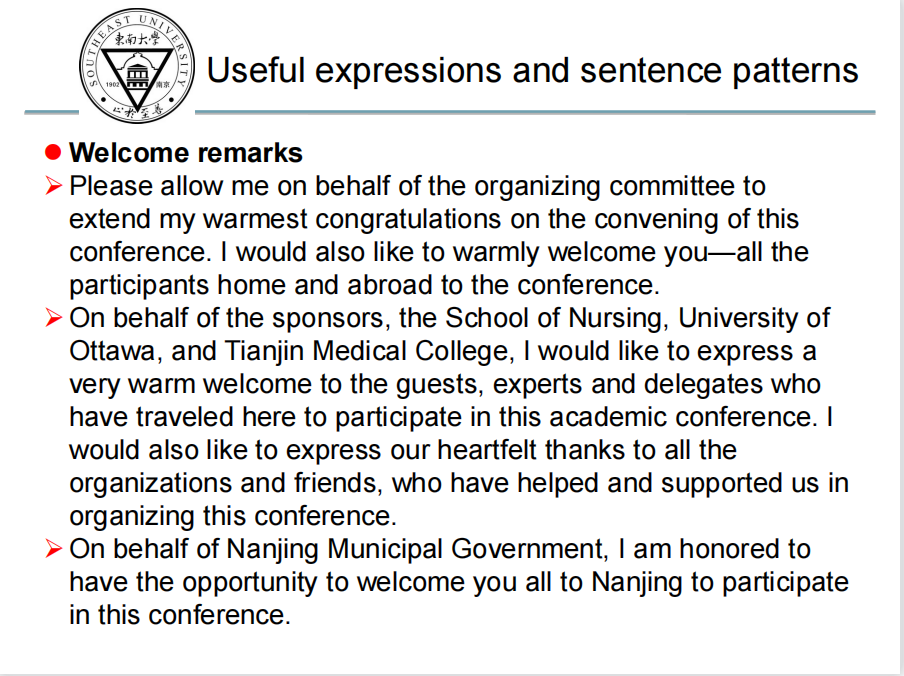 SOUTHEAST UNIVERSITY
東南大學
1902 南京
止於至善
Useful expressions and sentence patterns
Welcome remarks
Please allow me on behalf of the organizing committee to
extend my warmest congratulations on the convening of this
conference. I would also like to warmly welcome you—all the
participants home and abroad to the conference.
On behalf of the sponsors, the School of Nursing, University of
Ottawa, and Tianjin Medical College, I would like to express a
very warm welcome to the guests, experts and delegates who
have traveled here to participate in this academic conference. I
would also like to express our heartfelt thanks to all the
organizations and friends, who have helped and supported us in
organizing this conference.
On behalf of Nanjing Municipal Government, I am honored to
have the opportunity to welcome you all to Nanjing to participate
in this conference.